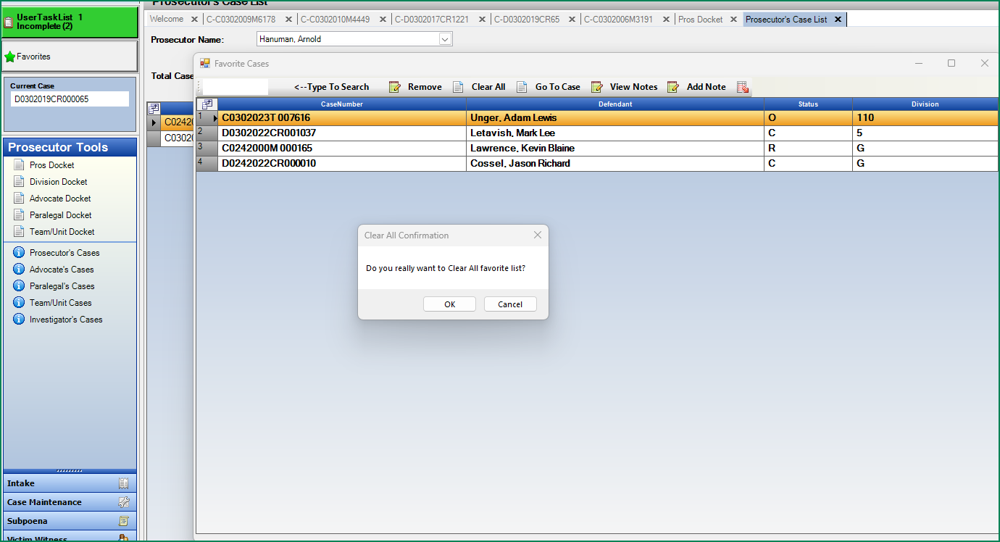 Prosecutor's Case List
UserTaskList 1
Incomplete (2)
Welcome
C-C0302009M6178
C-C0302010M4449
C-D0302017CR1221
C-D0302019CR65
C-C0302006M3191
Pros Docket
Prosecutor's Case List
Prosecutor Name:
Hanuman, Arnold
Favorites
Favorite Cases
Total Case
Current Case
D0302019CR000065
<--Type To Search
Remove
Clear All
Go To Case
View Notes
Add Note
CaseNumber Defendant Status Division
1 C0302023T 007616 Unger, Adam Lewis O 110
2 D0302022CR001037 Letavish, Mark Lee C 5
3 C0242000M 000165 Lawrence, Kevin Blaine R G
4 D0242022CR000010 Cossel, Jason Richard C G
C0242
C0302
Prosecutor Tools
Pros Docket
Division Docket
Advocate Docket
Paralegal Docket
Team/Unit Docket
Prosecutor's Cases
Advocate's Cases
Paralegal's Cases
Team/Unit Cases
Investigator's Cases
Clear All Confirmation
Do you really want to Clear All favorite list?
OK
Cancel
Intake
Case Maintenance
Subpoena
Victim Witness